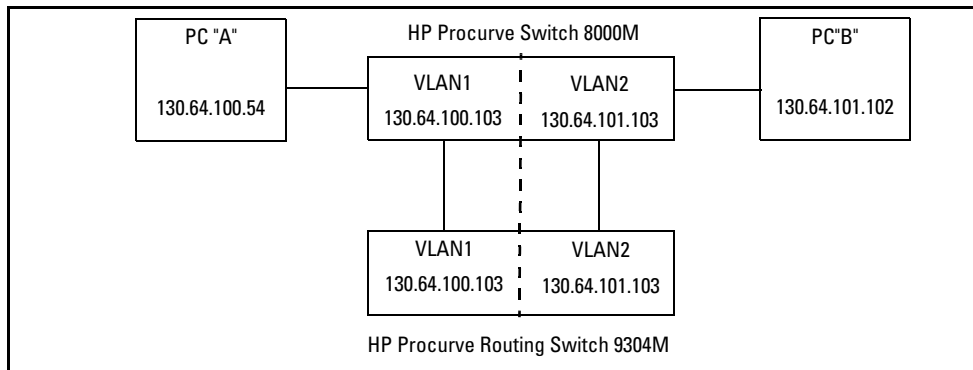 HP Procurve Switch 8000M
PC "A"
130.64.100.54
VLAN1
130.64.100.103
VLAN2
130.64.101.103
PC"B"
130.64.101.102
VLAN1
130.64.100.103
VLAN2
130.64.101.103
HP Procurve Routing Switch 9304M